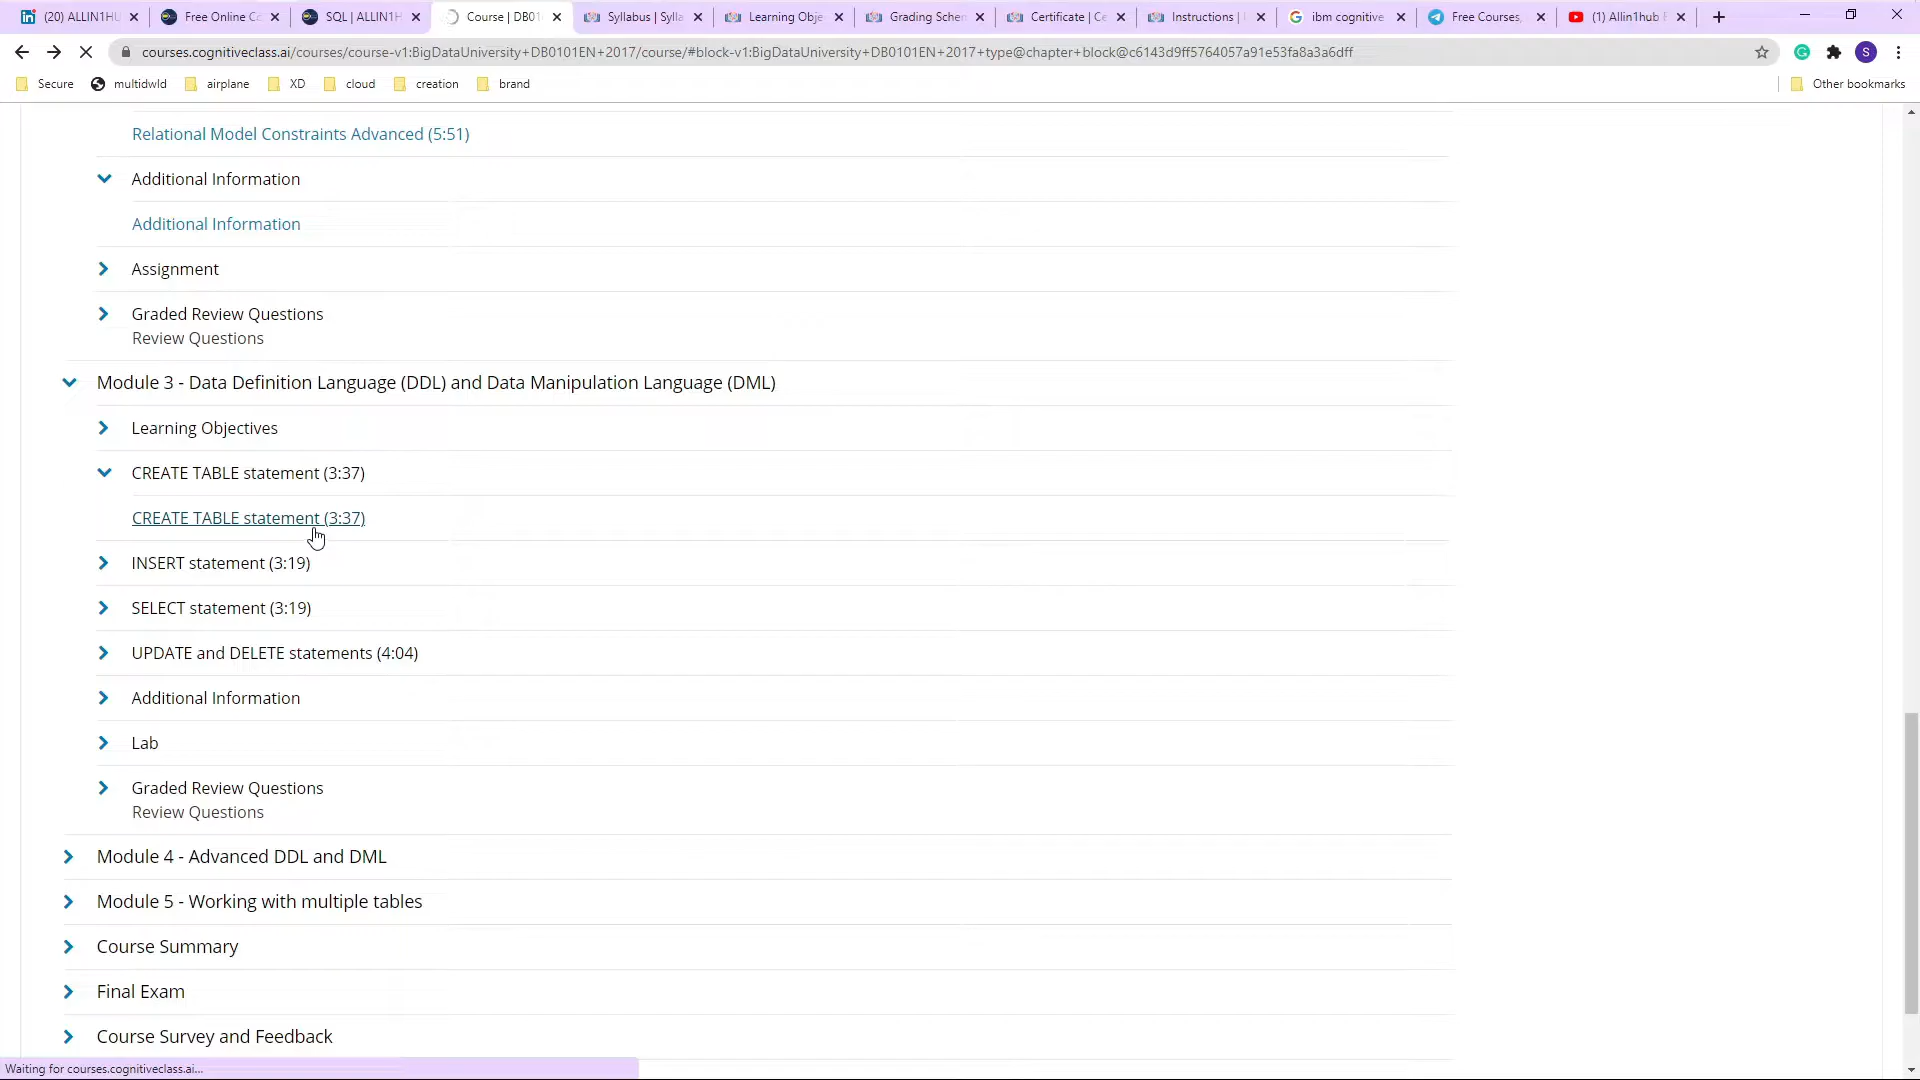 (20) ALLIN1HU
Free Online Co
SQL | ALLIN1H
Course | DB01
Syllabus | Sylla
Learning Obje
Grading Schem
Certificate | Ce
Instructions |
ibm cognitive
Free Courses,
(1) Allin1hub
courses.cognitiveclass.ai/courses/course-v1:BigDataUniversity+DB0101EN+2017/course/#block-v1:BigDataUniversity+DB0101EN+2017+type@chapter+block@c6143d9ff5764057a91e53fa8a3a6dff
S
Secure
multidwld
airplane
XD
cloud
creation
brand
Other bookmarks
Relational Model Constraints Advanced (5:51)
Additional Information
Additional Information
Assignment
Graded Review Questions
Review Questions
Module 3 - Data Definition Language (DDL) and Data Manipulation Language (DML)
Learning Objectives
CREATE TABLE statement (3:37)
CREATE TABLE statement (3:37)
INSERT statement (3:19)
SELECT statement (3:19)
UPDATE and DELETE statements (4:04)
Additional Information
Lab
Graded Review Questions
Review Questions
Module 4 - Advanced DDL and DML
Module 5 - Working with multiple tables
Course Summary
Final Exam
Course Survey and Feedback
Waiting for courses.cognitiveclass.ai...